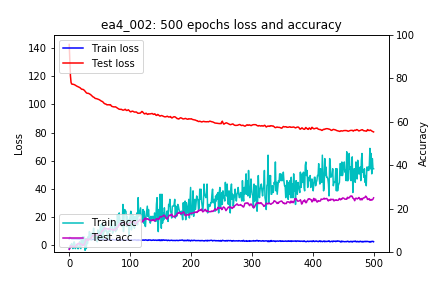 ea4_002: 500 epochs loss and accuracy
Train loss
Test loss
Train acc
Test acc
Loss
140
120
100
80
60
40
20
0
Accuracy
100
80
60
40
20
0
0
100
200
300
400
500